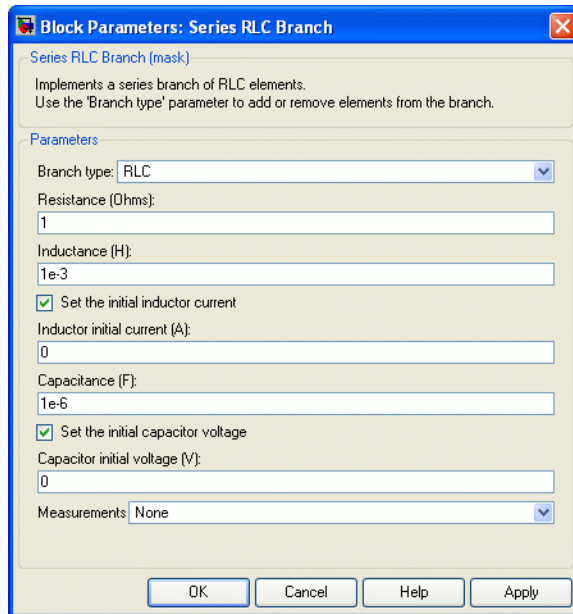 Block Parameters: Series RLC Branch
Series RLC Branch (mask)
Implements a series branch of RLC elements.
Use the 'Branch type' parameter to add or remove elements from the branch.
Parameters
Branch type: RLC
Resistance (Ohms):
1
Inductance (H):
1e-3
Set the initial inductor current
Inductor initial current (A):
0
Capacitance (F):
1e-6
Set the initial capacitor voltage
Capacitor initial voltage (V):
0
Measurements None
OK Cancel Help Apply